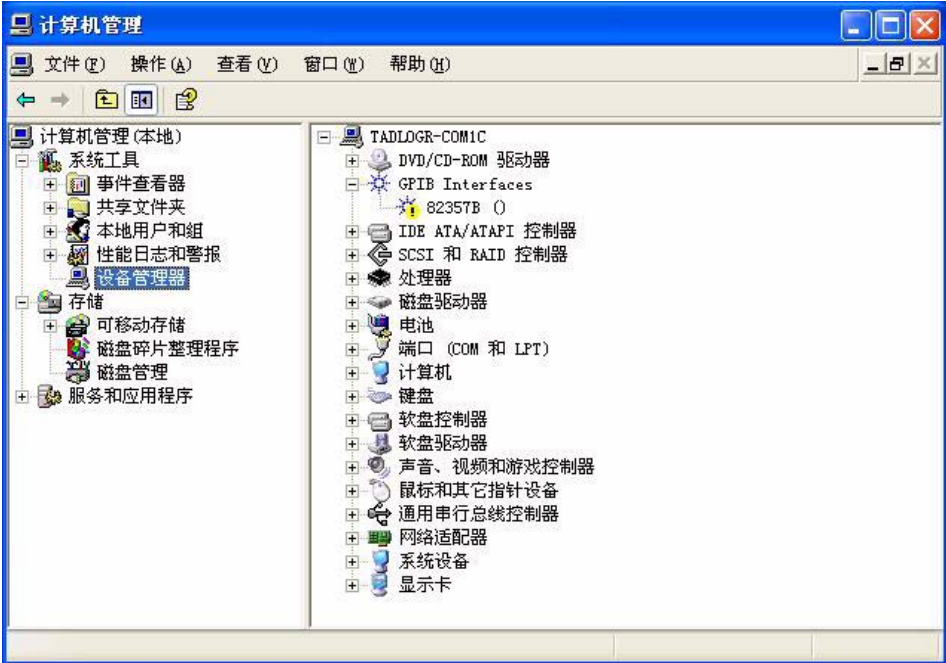 计算机管理
文件(F) 操作(A) 查看(V) 窗口(W) 帮助(H)
计算机管理(本地)
系统工具
事件查看器
共享文件夹
本地用户和组
性能日志和警报
设备管理器
存储
可移动存储
磁盘碎片整理程序
磁盘管理
服务和应用程序
TADLOGR-COM1C
DVD/CD-ROM 驱动器
GPIB Interfaces
82357B ()
IDE ATA/ATAPI 控制器
SCSI 和 RAID 控制器
处理器
磁盘驱动器
电池
端口 (COM 和 LPT)
计算机
键盘
软盘控制器
软盘驱动器
声音、视频和游戏控制器
鼠标和其它指针设备
通用串行总线控制器
网络适配器
系统设备
显示卡